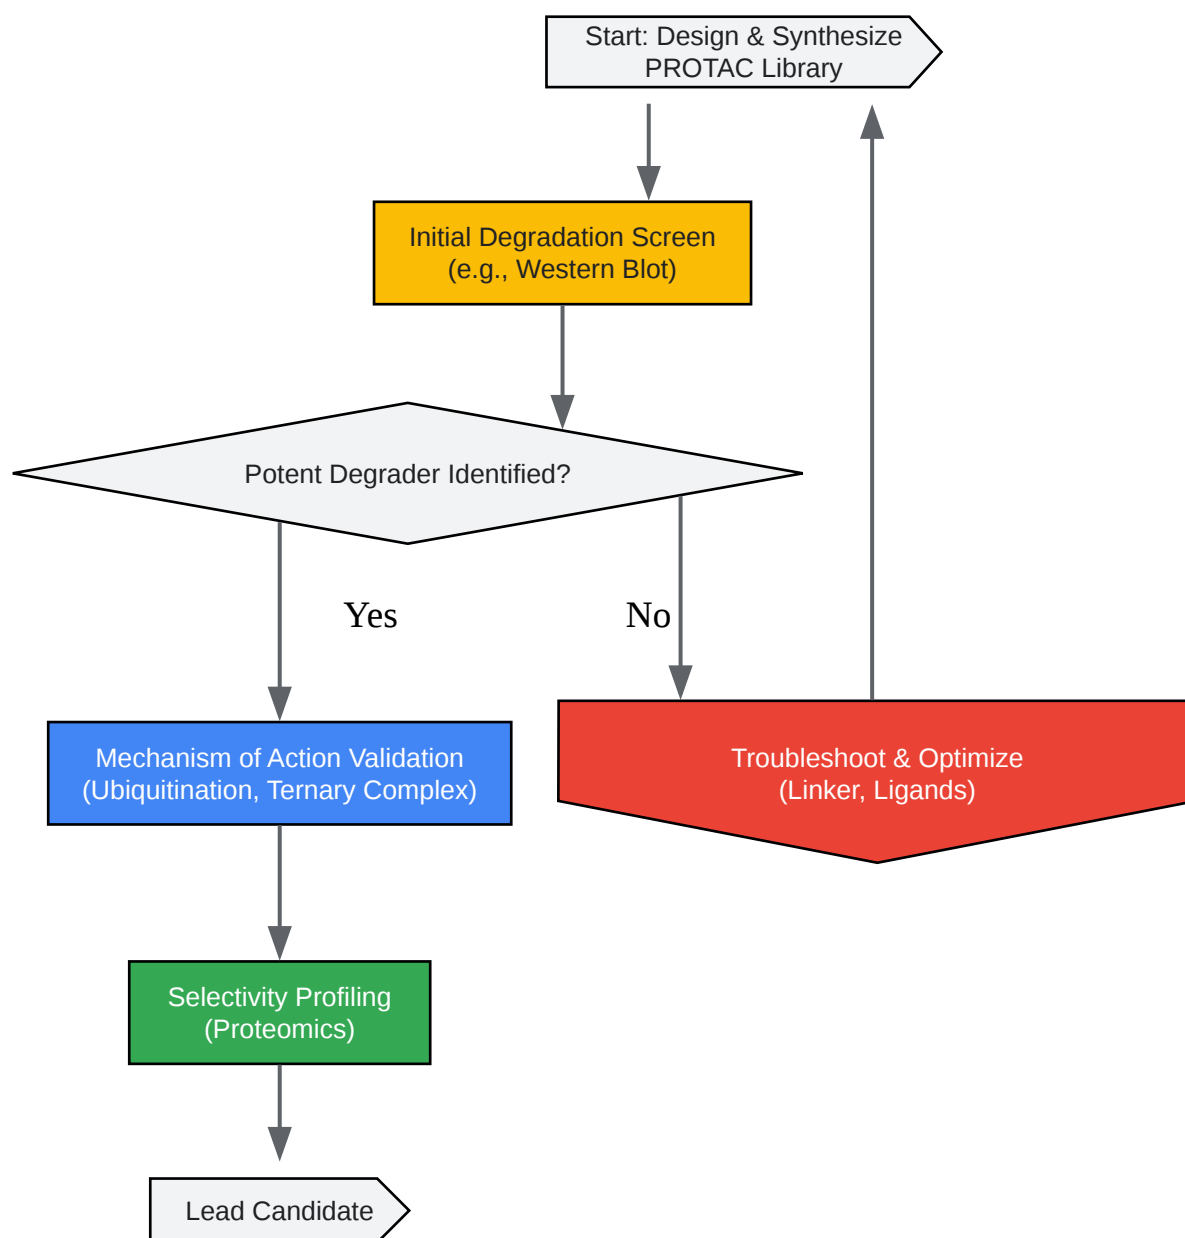 Start: Design & Synthesize
PROTAC Library
Initial Degradation Screen
(e.g., Western Blot)
Potent Degrader Identified?
Yes
No
Mechanism of Action Validation
(Ubiquitination, Ternary Complex)
Troubleshoot & Optimize
(Linker, Ligands)
Selectivity Profiling
(Proteomics)
Lead Candidate